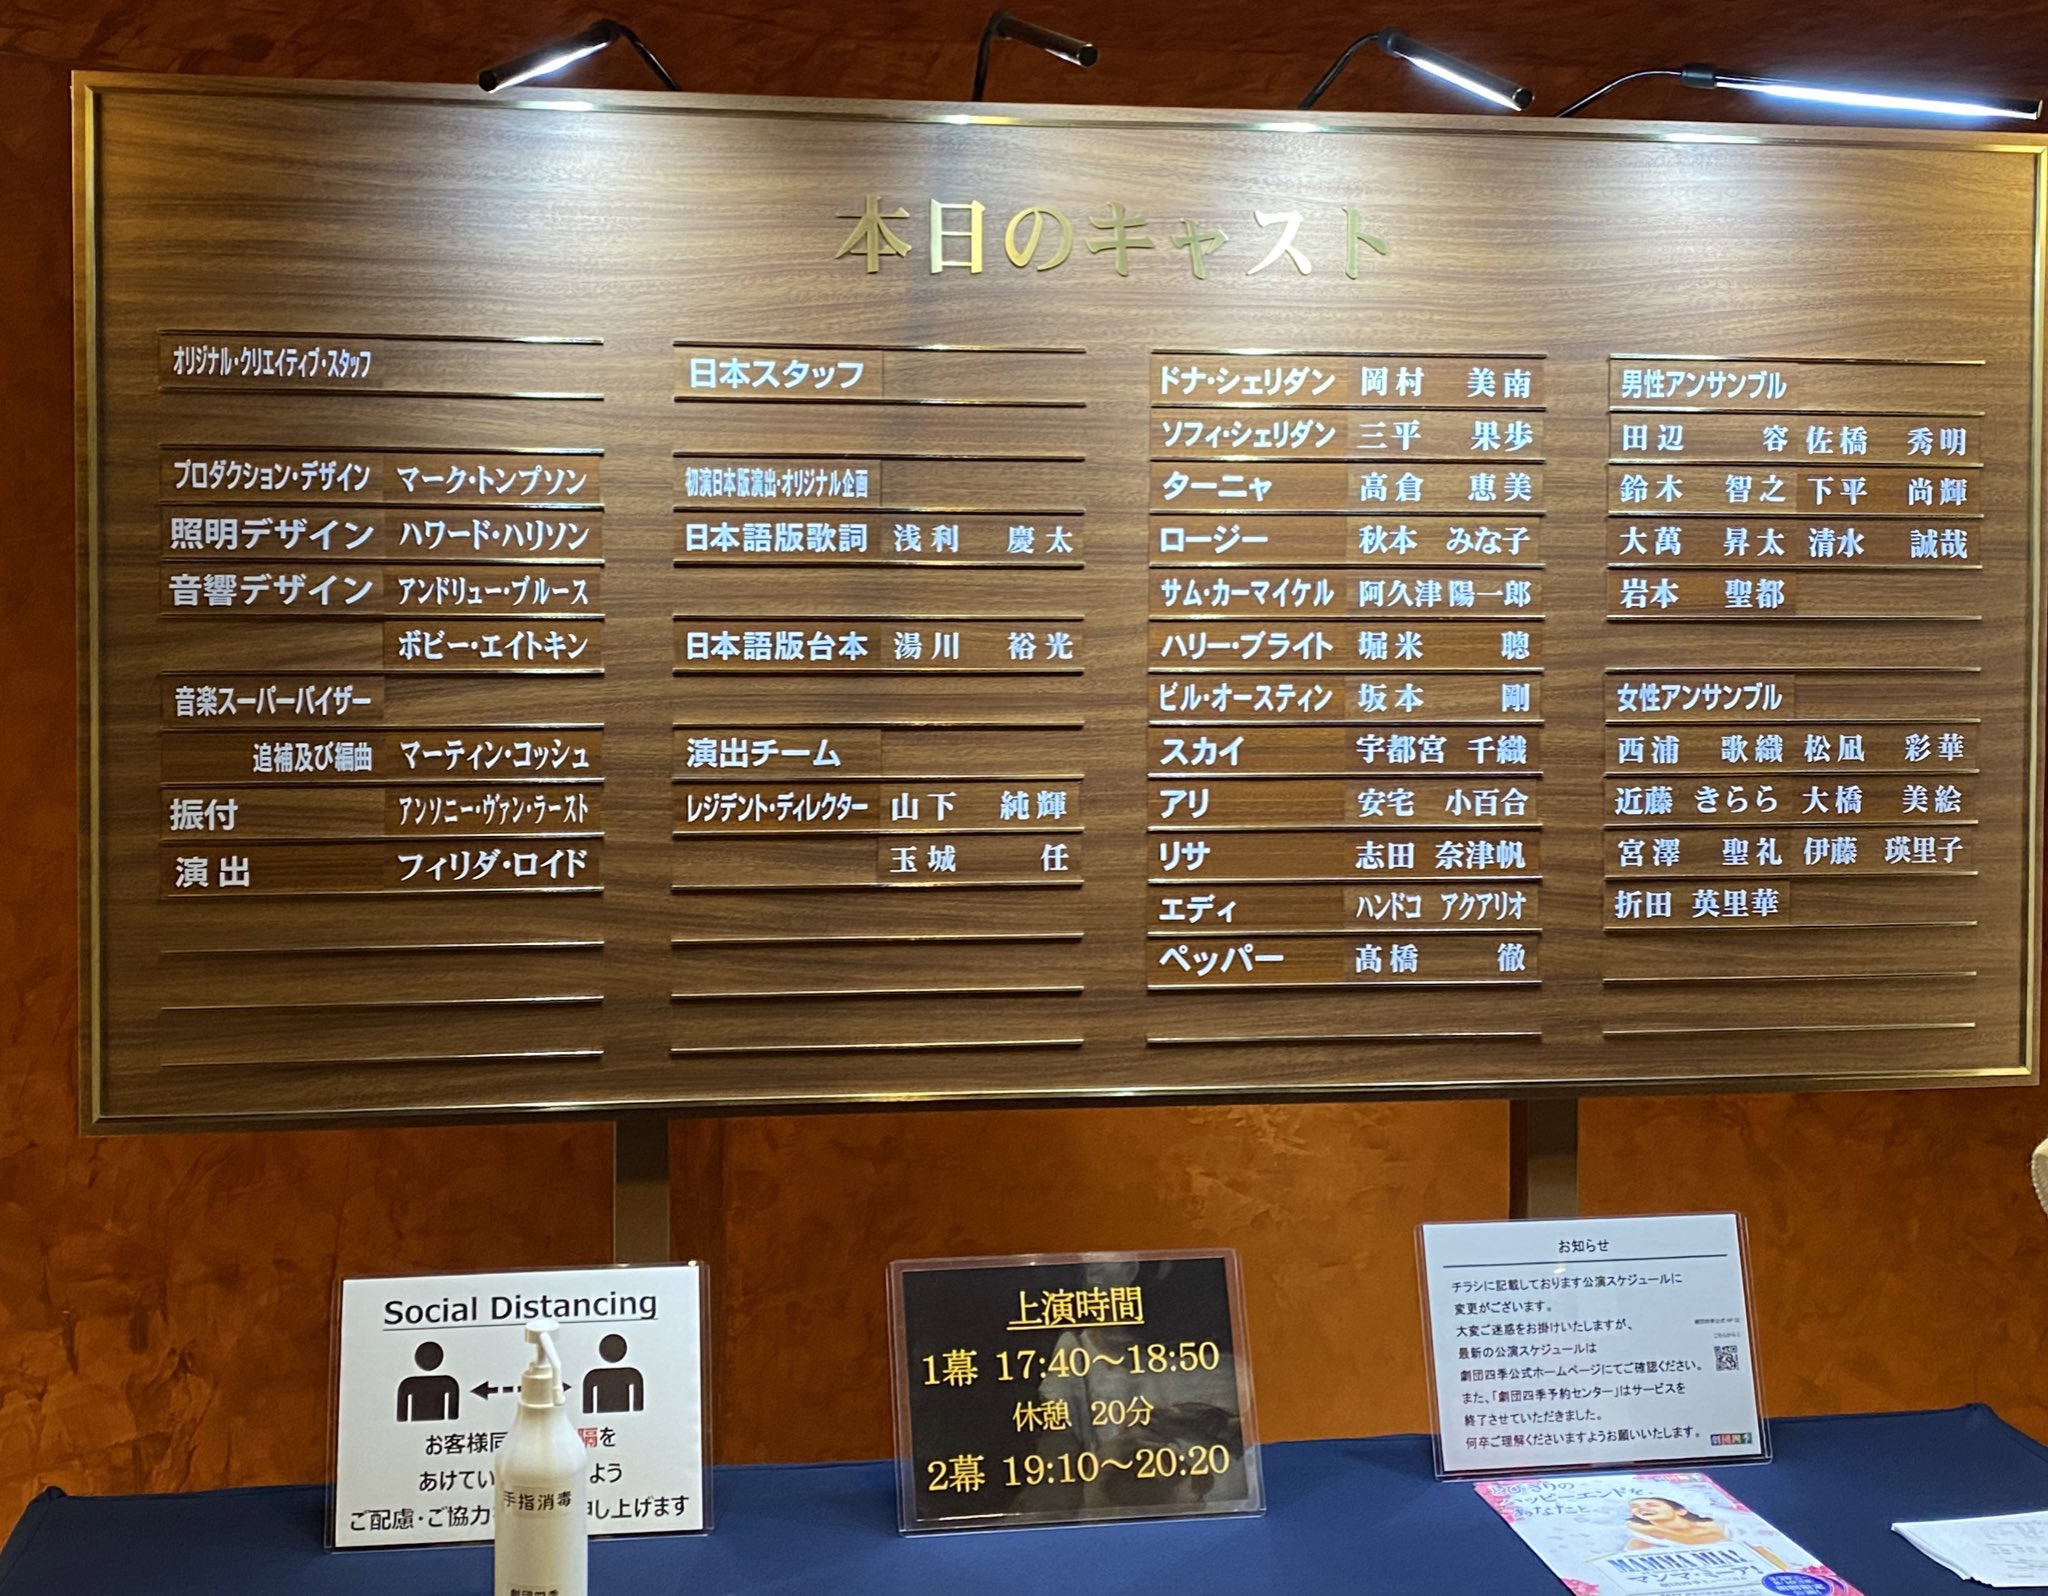 本日のキャスト
オリジナル・クリエイティブ・スタッフ
プロダクション・デザイン マーク・トンプソン
照明デザイン ハワード・ハリソン
音響デザイン アンドリュー・ブルース
ボビー・エイトキン
音楽スーパーバイザー
追補及び編曲 マーティン・コッシュ
振付 アンソニー・ヴァン・ラースト
演出 フィリダ・ロイド
日本スタッフ
初演日本版演出・オリジナル企画
日本語版歌詞 浅利 慶太
日本語版台本 湯川 裕光
演出チーム
レジデント・ディレクター 山下 純輝
玉城 任
ドナ・シェリダン 岡村 美南
ソフィ・シェリダン 三平 果歩
ターニャ 高倉 恵美
ロージー 秋本 みな子
サム・カーマイケル 阿久津 陽一郎
ハリー・ブライト 堀米 聰
ビル・オースティン 坂本 剛
スカイ 宇都宮 千織
アリ 安宅 小百合
リサ 志田 奈津帆
エディ ハンドコ アクアリオ
ペッパー 髙橋 徹
男性アンサンブル
田辺 容 佐橋 秀明
鈴木 智之 下平 尚輝
大萬 昇太 清水 誠哉
岩本 聖都
女性アンサンブル
西浦 歌織 松凪 彩華
近藤 きらら 大橋 美絵
宮澤 聖礼 伊藤 瑛里子
折田 英里華
Social Distancing
お客様同 隔を
あけてい よう
ご配慮・ご協力 申し上げます
手指消毒
劇団四季
上演時間
1幕 17:40〜18:50
休憩 20分
2幕 19:10〜20:20
お知らせ
チラシに記載しております公演スケジュールに
変更がございます。
大変ご迷惑をお掛けいたしますが、
最新の公演スケジュールは
劇団四季公式ホームページにてご確認ください。
また、「劇団四季予約センター」はサービスを
終了させていただきました。
何卒ご理解くださいますようお願いいたします。
劇団四季
ハッピーエンドを、
あなたと。
MAMMA MIA!
マンマ・ミーア!